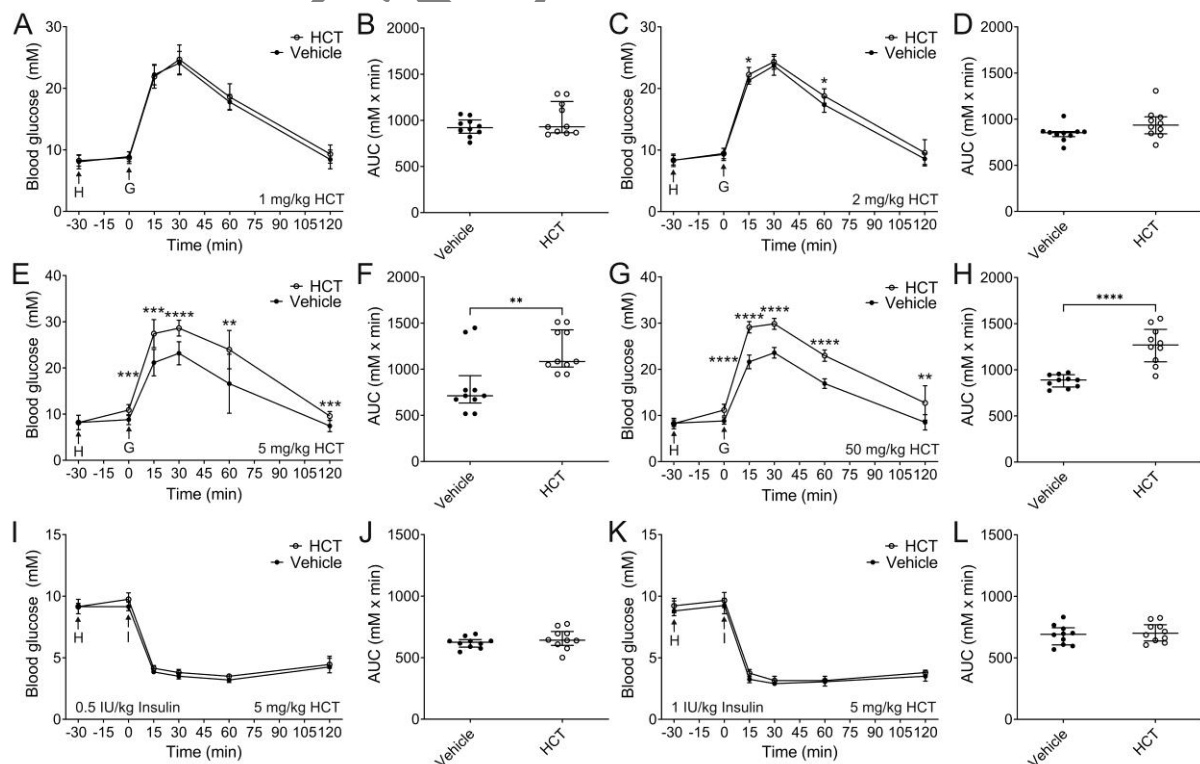 A
Blood glucose (mM)
30
20
10
0
HCT
Vehicle
H
G
1 mg/kg HCT
-30 -15 0 15 30 45 60 75 90 105 120
Time (min)
B
AUC (mM x min)
2000
1500
1000
500
0
Vehicle
HCT
C
Blood glucose (mM)
30
20
10
0
HCT
Vehicle
*
*
H
G
2 mg/kg HCT
-30 -15 0 15 30 45 60 75 90 105 120
Time (min)
D
AUC (mM x min)
2000
1500
1000
500
0
Vehicle
HCT
E
Blood glucose (mM)
40
30
20
10
0
HCT
Vehicle
***
***
****
**
***
H
G
5 mg/kg HCT
-30 -15 0 15 30 45 60 75 90 105 120
Time (min)
F
AUC (mM x min)
2000
1500
1000
500
0
**
Vehicle
HCT
G
Blood glucose (mM)
40
30
20
10
0
HCT
Vehicle
****
****
****
****
**
H
G
50 mg/kg HCT
-30 -15 0 15 30 45 60 75 90 105 120
Time (min)
H
AUC (mM x min)
2000
1500
1000
500
0
****
Vehicle
HCT
I
Blood glucose (mM)
15
10
5
0
HCT
Vehicle
H
I
0.5 IU/kg Insulin 5 mg/kg HCT
-30 -15 0 15 30 45 60 75 90 105 120
Time (min)
J
AUC (mM x min)
1500
1000
500
0
Vehicle
HCT
K
Blood glucose (mM)
15
10
5
0
HCT
Vehicle
H
I
1 IU/kg Insulin 5 mg/kg HCT
-30 -15 0 15 30 45 60 75 90 105 120
Time (min)
L
AUC (mM x min)
1500
1000
500
0
Vehicle
HCT